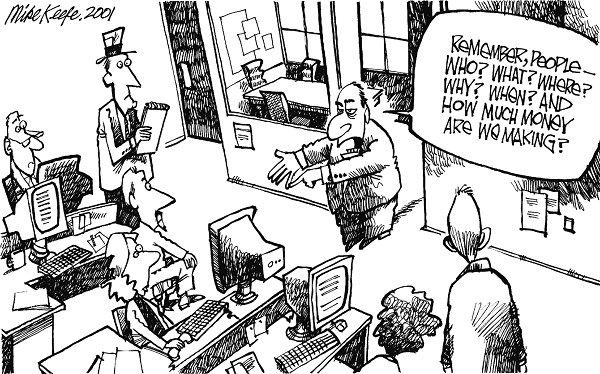 Mike Keefe, 2001
REMEMBER, PEOPLE—
WHO? WHAT? WHERE?
WHY? WHEN? AND
HOW MUCH MONEY
ARE WE MAKING?